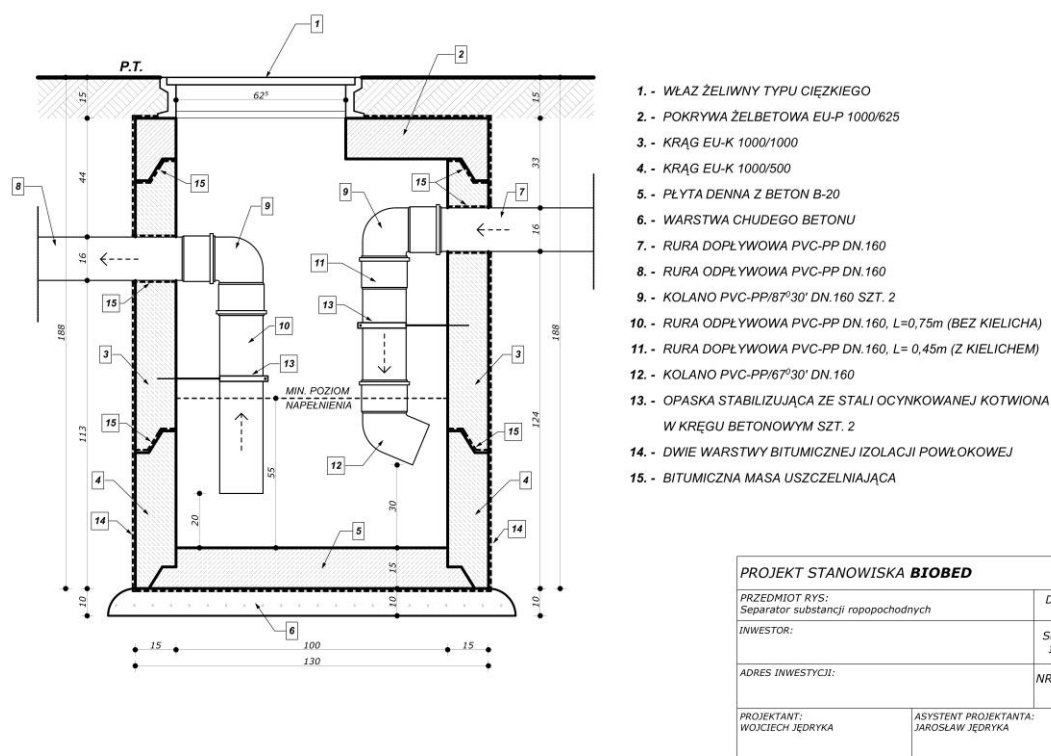 P.T.
1
2
15
62⁵
15
44
15
15
33
8
9
9
7
16
16
11
15
13
10
188
3
13
3
188
MIN. POZIOM
NAPEŁNIENIA
15
15
113
124
12
4
55
4
14
20
30
14
5
15
10
10
10
6
15
100
15
130
1. - WŁAZ ŻELIWNY TYPU CIĘZKIEGO
2. - POKRYWA ŻELBETOWA EU-P 1000/625
3. - KRĄG EU-K 1000/1000
4. - KRĄG EU-K 1000/500
5. - PŁYTA DENNA Z BETON B-20
6. - WARSTWA CHUDEGO BETONU
7. - RURA DOPŁYWOWA PVC-PP DN.160
8. - RURA ODPŁYWOWA PVC-PP DN.160
9. - KOLANO PVC-PP/87⁰30' DN.160 SZT. 2
10. - RURA ODPŁYWOWA PVC-PP DN.160, L=0,75m (BEZ KIELICHA)
11. - RURA DOPŁYWOWA PVC-PP DN.160, L= 0,45m (Z KIELICHEM)
12. - KOLANO PVC-PP/67⁰30' DN.160
13. - OPASKA STABILIZUJĄCA ZE STALI OCYNKOWANEJ KOTWIONA
W KRĘGU BETONOWYM SZT. 2
14. - DWIE WARSTWY BITUMICZNEJ IZOLACJI POWŁOKOWEJ
15. - BITUMICZNA MASA USZCZELNIAJĄCA
PROJEKT STANOWISKA BIOBED
PRZEDMIOT RYS:
Separator substancji ropopochodnych
INWESTOR:
ADRES INWESTYCJI:
NR
PROJEKTANT:
WOJCIECH JĘDRYKA
ASYSTENT PROJEKTANTA:
JAROSŁAW JĘDRYKA